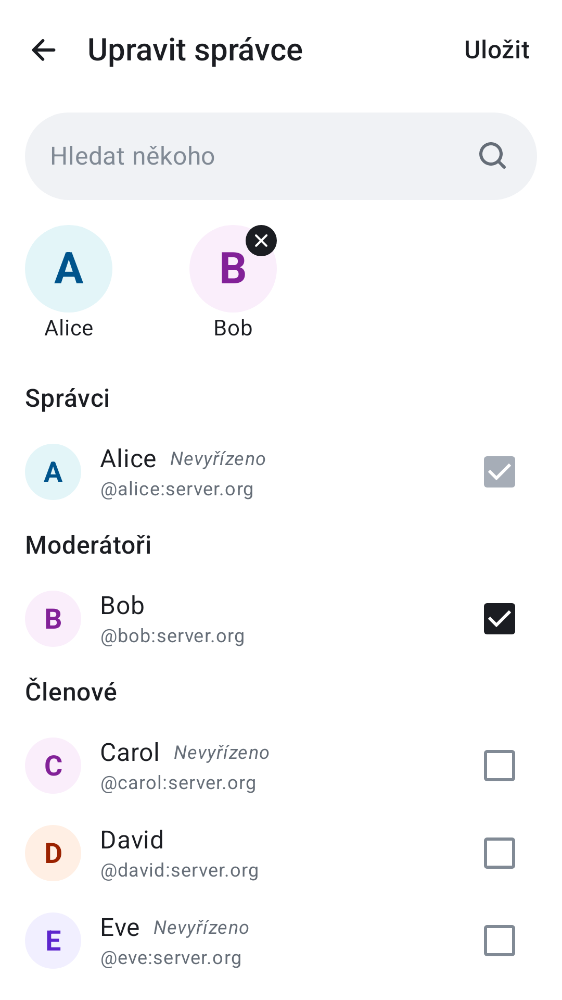 Upravit správce
Uložit
Hledat někoho
A
B
Alice
Bob
Správci
A
Alice Nevyřízeno
@alice:server.org
Moderátoři
B
Bob
@bob:server.org
Členové
C
Carol Nevyřízeno
@carol:server.org
D
David
@david:server.org
E
Eve Nevyřízeno
@eve:server.org